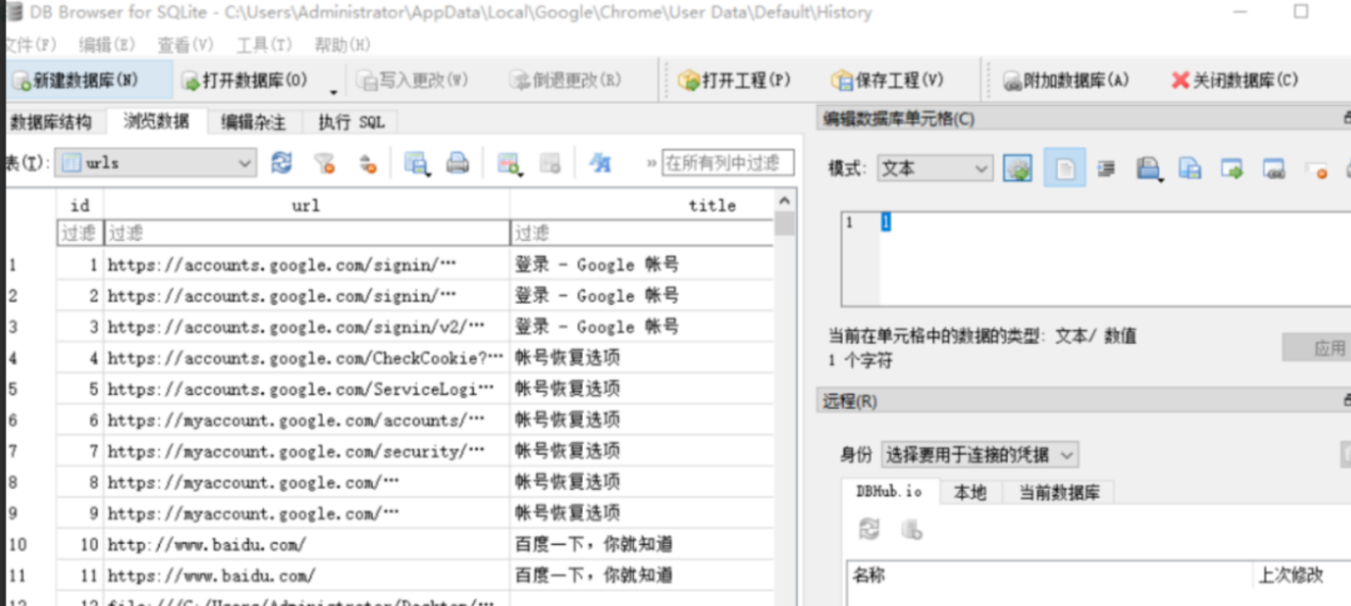 DB Browser for SQLite - C:\Users\Administrator\AppData\Local\Google\Chrome\User Data\Default\History
文件(F) 编辑(E) 查看(V) 工具(T) 帮助(H)
新建数据库(N) 打开数据库(O) 写入更改(W) 倒退更改(R) 打开工程(P) 保存工程(V) 附加数据库(A) 关闭数据库(C)
数据库结构 浏览数据 编辑杂注 执行 SQL
表(T): urls » 在所有列中过滤
id url title
过滤 过滤 过滤
1 1 https://accounts.google.com/signin/… 登录 - Google 帐号
2 2 https://accounts.google.com/signin/… 登录 - Google 帐号
3 3 https://accounts.google.com/signin/v2/… 登录 - Google 帐号
4 4 https://accounts.google.com/CheckCookie?… 帐号恢复选项
5 5 https://accounts.google.com/ServiceLogi… 帐号恢复选项
6 6 https://myaccount.google.com/accounts/… 帐号恢复选项
7 7 https://myaccount.google.com/security/… 帐号恢复选项
8 8 https://myaccount.google.com/… 帐号恢复选项
9 9 https://myaccount.google.com/… 帐号恢复选项
10 10 http://www.baidu.com/ 百度一下，你就知道
11 11 https://www.baidu.com/ 百度一下，你就知道
12 12 file:///C:/Users/Administrator/Desktop/…
编辑数据库单元格(C)
模式: 文本
1 1
当前在单元格中的数据的类型: 文本/ 数值
1 个字符
应用
远程(R)
身份 选择要用于连接的凭据
DBHub.io 本地 当前数据库
名称 上次修改